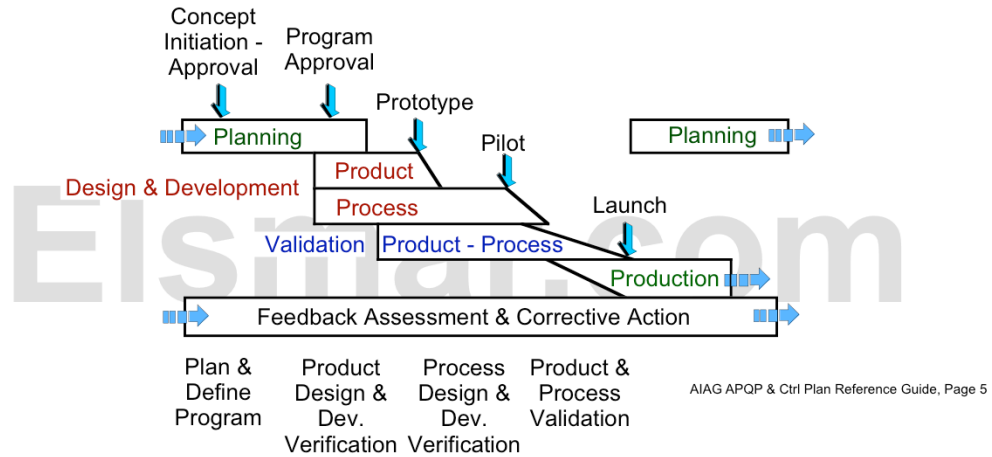 Concept
Initiation -
Approval
Program
Approval
Prototype
Pilot
Launch
Planning
Planning
Product
Design & Development
Process
Validation
Product - Process
Production
Elsmar.com
Feedback Assessment & Corrective Action
Plan &
Define
Program
Product
Design &
Dev.
Verification
Process
Design &
Dev.
Verification
Product &
Process
Validation
AIAG APQP & Ctrl Plan Reference Guide, Page 5